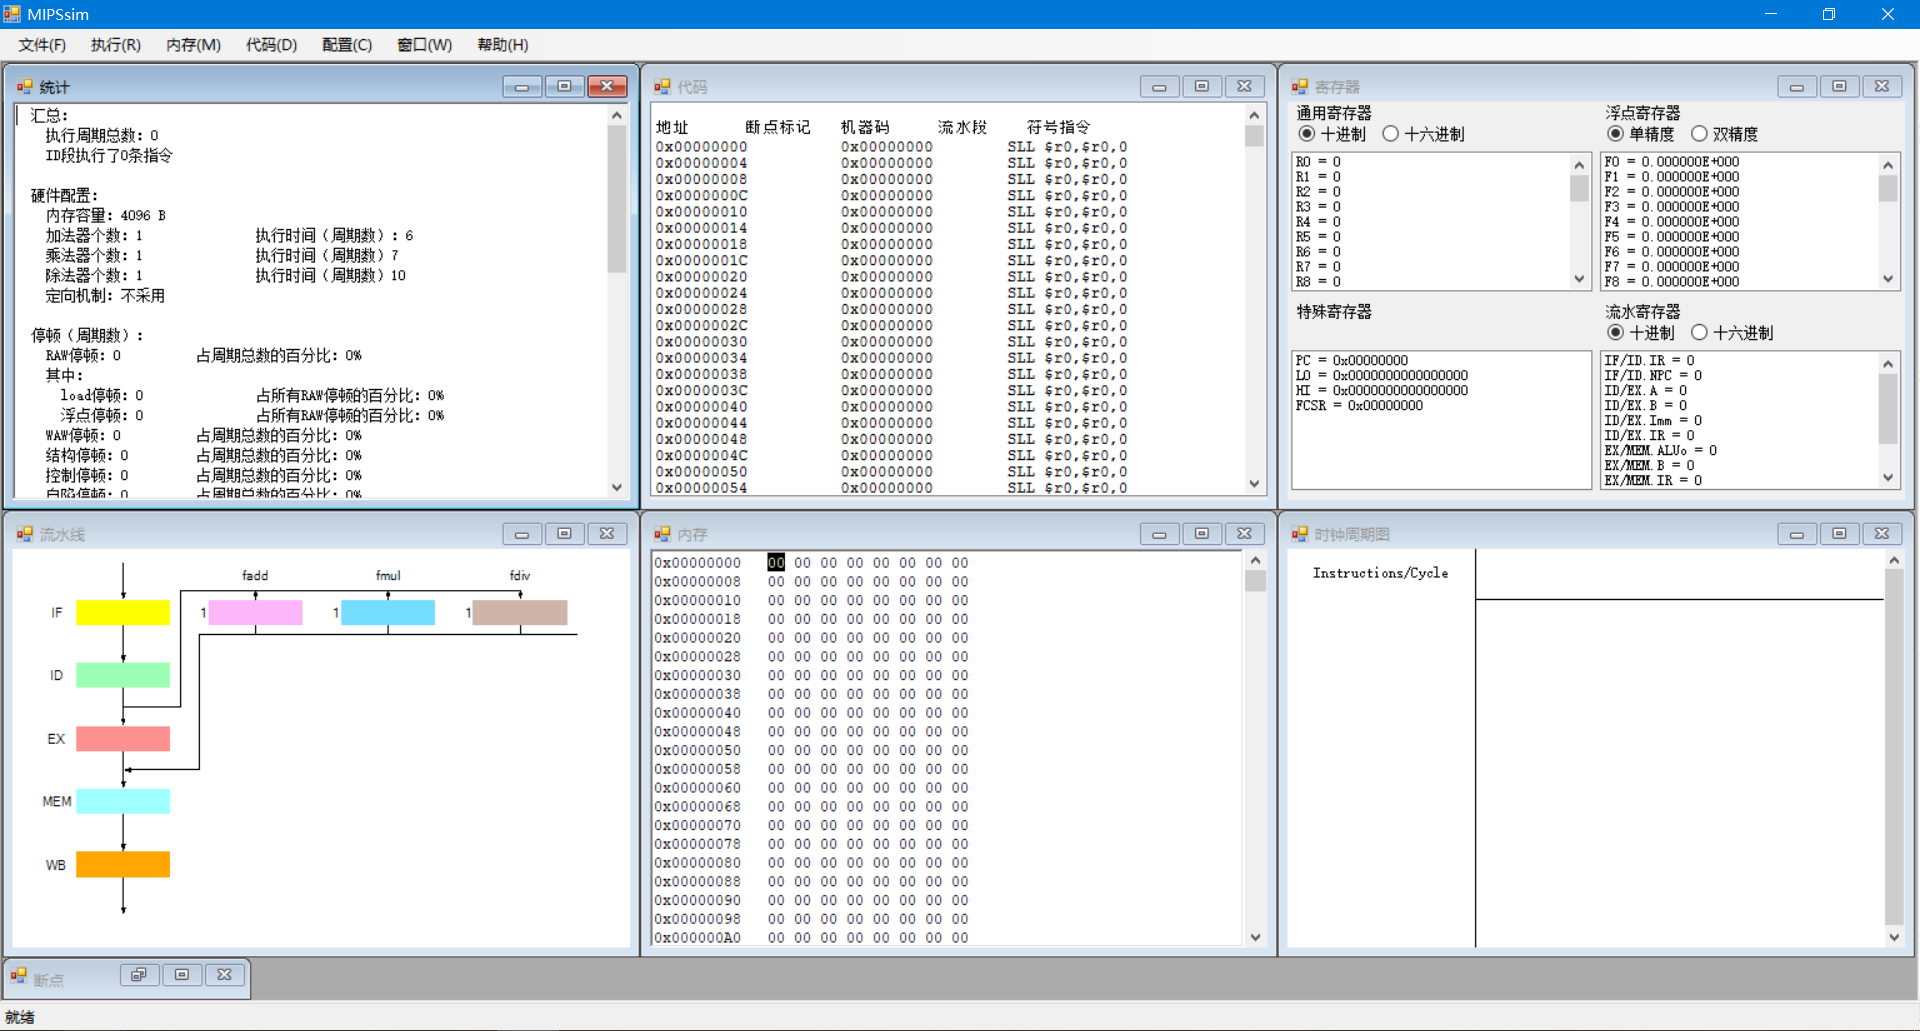 MIPSsim
文件(F) 执行(R) 内存(M) 代码(D) 配置(C) 窗口(W) 帮助(H)
统计
汇总:
执行周期总数: 0
ID段执行了0条指令
硬件配置:
内存容量: 4096 B
加法器个数: 1 执行时间（周期数）: 6
乘法器个数: 1 执行时间（周期数）7
除法器个数: 1 执行时间（周期数）10
定向机制: 不采用
停顿（周期数）:
RAW停顿: 0 占周期总数的百分比: 0%
其中:
load停顿: 0 占所有RAW停顿的百分比: 0%
浮点停顿: 0 占所有RAW停顿的百分比: 0%
WAW停顿: 0 占周期总数的百分比: 0%
结构停顿: 0 占周期总数的百分比: 0%
控制停顿: 0 占周期总数的百分比: 0%
自陷停顿: 0 占周期总数的百分比: 0%
代码
地址 断点标记 机器码 流水段 符号指令
0x00000000 0x00000000 SLL $r0,$r0,0
0x00000004 0x00000000 SLL $r0,$r0,0
0x00000008 0x00000000 SLL $r0,$r0,0
0x0000000C 0x00000000 SLL $r0,$r0,0
0x00000010 0x00000000 SLL $r0,$r0,0
0x00000014 0x00000000 SLL $r0,$r0,0
0x00000018 0x00000000 SLL $r0,$r0,0
0x0000001C 0x00000000 SLL $r0,$r0,0
0x00000020 0x00000000 SLL $r0,$r0,0
0x00000024 0x00000000 SLL $r0,$r0,0
0x00000028 0x00000000 SLL $r0,$r0,0
0x0000002C 0x00000000 SLL $r0,$r0,0
0x00000030 0x00000000 SLL $r0,$r0,0
0x00000034 0x00000000 SLL $r0,$r0,0
0x00000038 0x00000000 SLL $r0,$r0,0
0x0000003C 0x00000000 SLL $r0,$r0,0
0x00000040 0x00000000 SLL $r0,$r0,0
0x00000044 0x00000000 SLL $r0,$r0,0
0x00000048 0x00000000 SLL $r0,$r0,0
0x0000004C 0x00000000 SLL $r0,$r0,0
0x00000050 0x00000000 SLL $r0,$r0,0
0x00000054 0x00000000 SLL $r0,$r0,0
寄存器
通用寄存器
十进制 十六进制
R0 = 0
R1 = 0
R2 = 0
R3 = 0
R4 = 0
R5 = 0
R6 = 0
R7 = 0
R8 = 0
浮点寄存器
单精度 双精度
F0 = 0.000000E+000
F1 = 0.000000E+000
F2 = 0.000000E+000
F3 = 0.000000E+000
F4 = 0.000000E+000
F5 = 0.000000E+000
F6 = 0.000000E+000
F7 = 0.000000E+000
F8 = 0.000000E+000
特殊寄存器
PC = 0x00000000
LO = 0x0000000000000000
HI = 0x0000000000000000
FCSR = 0x00000000
流水寄存器
十进制 十六进制
IF/ID.IR = 0
IF/ID.NPC = 0
ID/EX.A = 0
ID/EX.B = 0
ID/EX.Imm = 0
ID/EX.IR = 0
EX/MEM.ALUo = 0
EX/MEM.B = 0
EX/MEM.IR = 0
流水线
fadd fmul fdiv
IF 1 1 1
ID
EX
MEM
WB
内存
0x00000000 00 00 00 00 00 00 00 00
0x00000008 00 00 00 00 00 00 00 00
0x00000010 00 00 00 00 00 00 00 00
0x00000018 00 00 00 00 00 00 00 00
0x00000020 00 00 00 00 00 00 00 00
0x00000028 00 00 00 00 00 00 00 00
0x00000030 00 00 00 00 00 00 00 00
0x00000038 00 00 00 00 00 00 00 00
0x00000040 00 00 00 00 00 00 00 00
0x00000048 00 00 00 00 00 00 00 00
0x00000050 00 00 00 00 00 00 00 00
0x00000058 00 00 00 00 00 00 00 00
0x00000060 00 00 00 00 00 00 00 00
0x00000068 00 00 00 00 00 00 00 00
0x00000070 00 00 00 00 00 00 00 00
0x00000078 00 00 00 00 00 00 00 00
0x00000080 00 00 00 00 00 00 00 00
0x00000088 00 00 00 00 00 00 00 00
0x00000090 00 00 00 00 00 00 00 00
0x00000098 00 00 00 00 00 00 00 00
0x000000A0 00 00 00 00 00 00 00 00
时钟周期图
Instructions/Cycle
断点
就绪